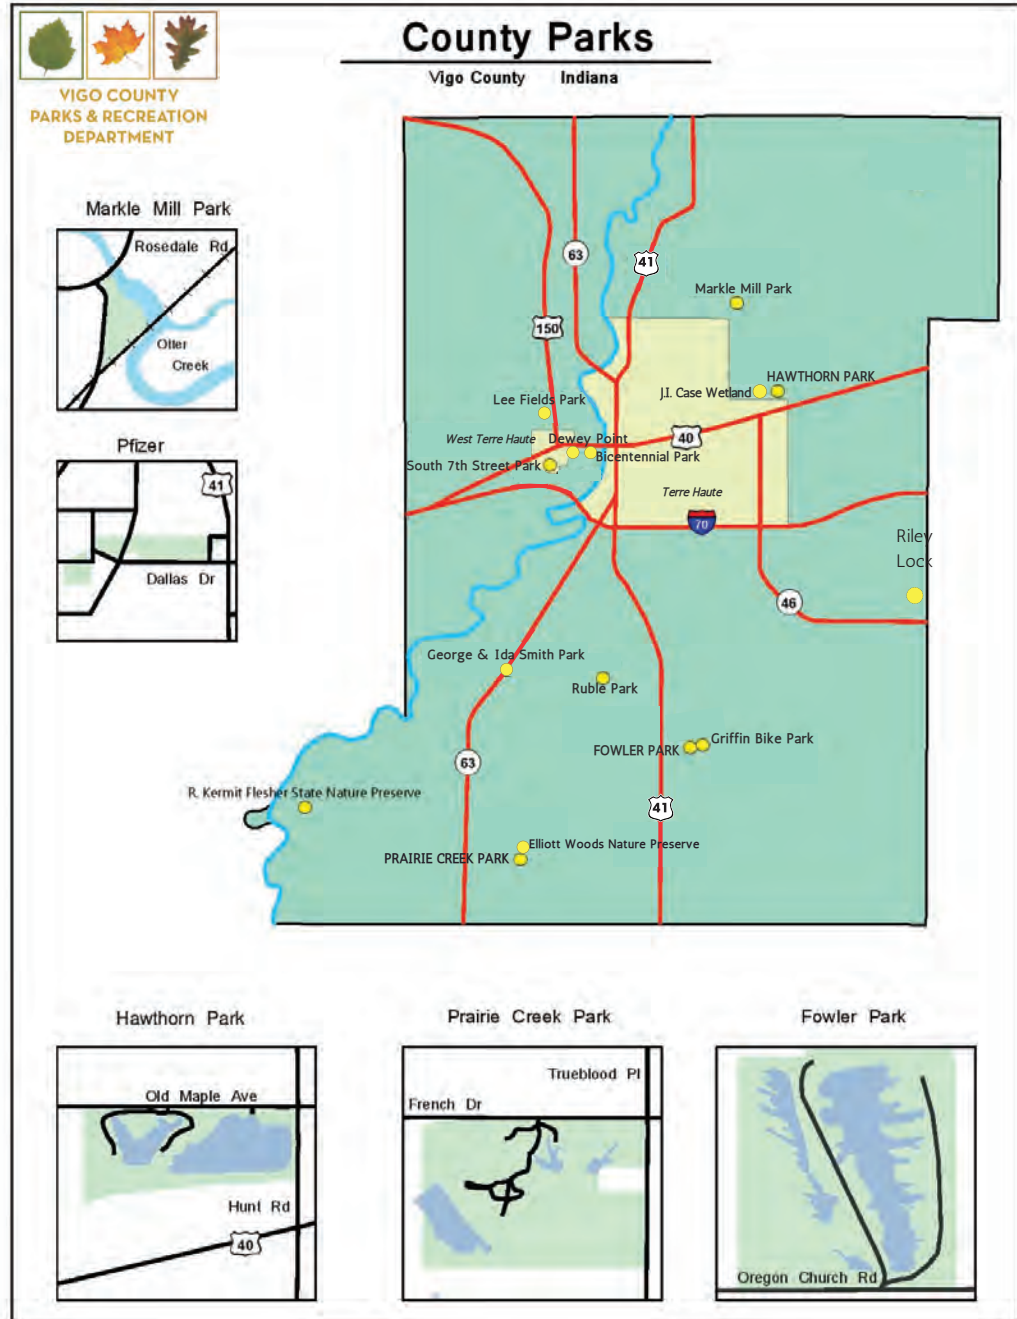 County Parks
Vigo County Indiana
VIGO COUNTY
PARKS & RECREATION
DEPARTMENT
Markle Mill Park
Rosedale Rd
Otter
Creek
Pfizer
41
Dallas Dr
63
41
Markle Mill Park
150
HAWTHORN PARK
J.I. Case Wetland
Lee Fields Park
40
West Terre Haute
Dewey Point
Bicentennial Park
South 7th Street Park
Terre Haute
70
Riley
Lock
46
George & Ida Smith Park
Ruble Park
Griffin Bike Park
FOWLER PARK
63
R. Kermit Flesher State Nature Preserve
41
Elliott Woods Nature Preserve
PRAIRIE CREEK PARK
Hawthorn Park
Old Maple Ave
Hunt Rd
40
Prairie Creek Park
Trueblood Pl
French Dr
Fowler Park
Oregon Church Rd